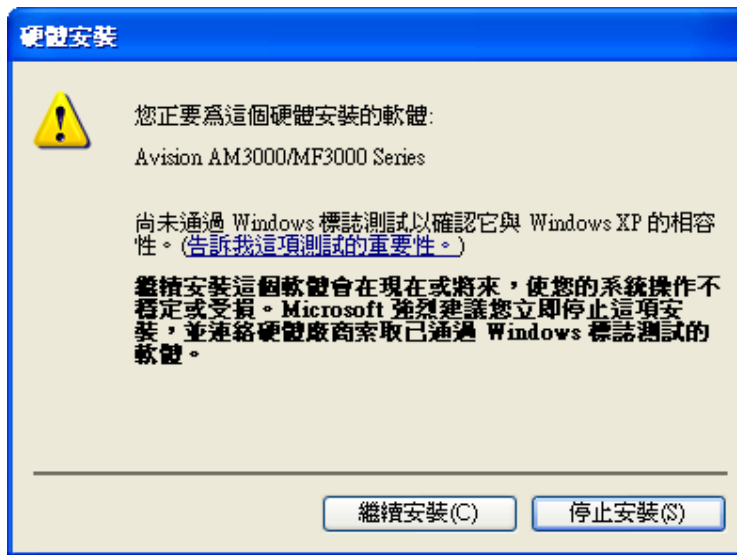 硬體安裝
您正要為這個硬體安裝的軟體:
Avision AM3000/MF3000 Series
尚未通過 Windows 標誌測試以確認它與 Windows XP 的相容
性。(告訴我這項測試的重要性。)
繼續安裝這個軟體會在現在或將來，使您的系統操作不
穩定或受損。Microsoft 強烈建議您立即停止這項安
裝，並連絡硬體廠商索取已通過 Windows 標誌測試的
軟體。
繼續安裝(C)
停止安裝(S)